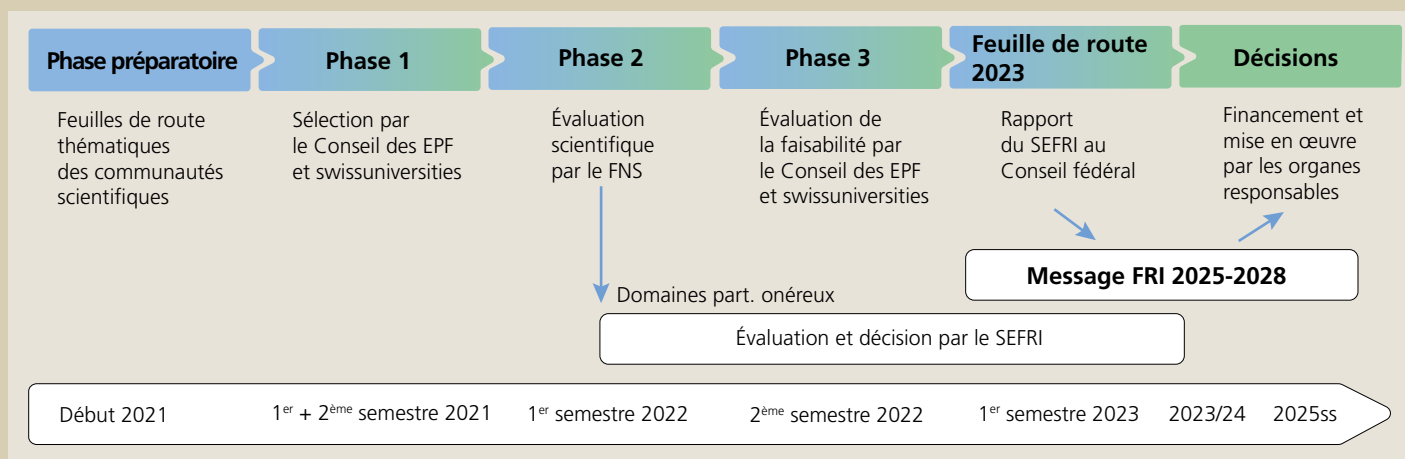 Phase préparatoire
Phase 1
Phase 2
Phase 3
Feuille de route
2023
Décisions
Feuilles de route
thématiques
des communautés
scientifiques
Sélection par
le Conseil des EPF
et swissuniversities
Évaluation
scientifique
par le FNS
Évaluation de
la faisabilité par
le Conseil des EPF
et swissuniversities
Rapport
du SEFRI au
Conseil fédéral
Financement et
mise en œuvre
par les organes
responsables
Message FRI 2025-2028
Domaines part. onéreux
Évaluation et décision par le SEFRI
Début 2021
1er + 2ème semestre 2021
1er semestre 2022
2ème semestre 2022
1er semestre 2023
2023/24
2025ss